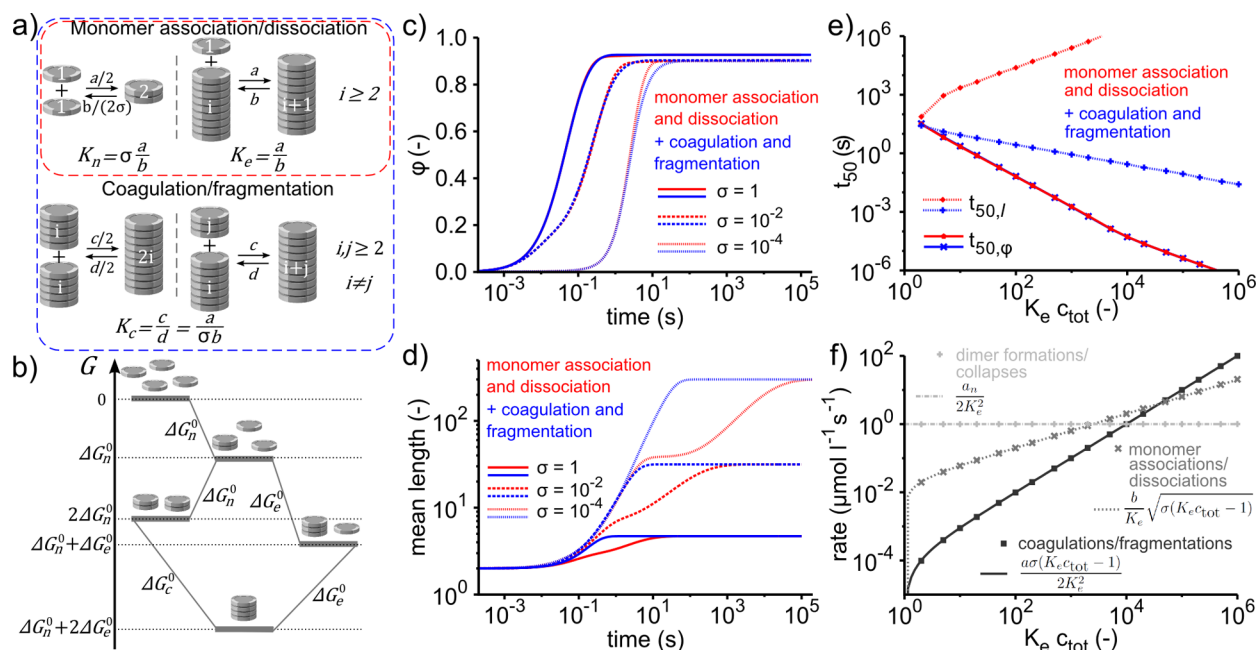 a)
Monomer association/dissociation
1
+
1
a/2
b/(2σ)
2
1
+
i
a
b
i+1
i ≥ 2
K_n = σ a/b
K_e = a/b
Coagulation/fragmentation
i
+
i
c/2
d/2
2i
j
+
i
c
d
i+j
i,j ≥ 2
i≠j
K_c = c/d = a/σb
b)
G
0
ΔG_n^0
ΔG_n^0
ΔG_n^0
ΔG_e^0
2ΔG_n^0
ΔG_n^0+ΔG_e^0
ΔG_c^0
ΔG_e^0
ΔG_n^0+2ΔG_e^0
c)
φ (-)
1.0
0.8
0.6
0.4
0.2
0.0
monomer association
and dissociation
+ coagulation and
fragmentation
σ = 1
σ = 10^-2
σ = 10^-4
10^-3 10^-1 10^1 10^3 10^5
time (s)
d)
mean length (-)
10^2
10^1
10^0
monomer association
and dissociation
+ coagulation and
fragmentation
σ = 1
σ = 10^-2
σ = 10^-4
10^-3 10^-1 10^1 10^3 10^5
time (s)
e)
t_50 (s)
10^6
10^3
10^0
10^-3
10^-6
monomer association
and dissociation
+ coagulation and
fragmentation
t_50,l
t_50,φ
10^0 10^2 10^4 10^6
K_e c_tot (-)
f)
rate (μmol l^-1 s^-1)
10^2
10^0
10^-2
10^-4
dimer formations/
collapses
a_n/2K_e^2
monomer
associations/
dissociations
b/K_e √σ(K_e c_tot − 1)
coagulations/fragmentations
aσ(K_e c_tot − 1)/2K_e^2
10^0 10^2 10^4 10^6
K_e c_tot (-)